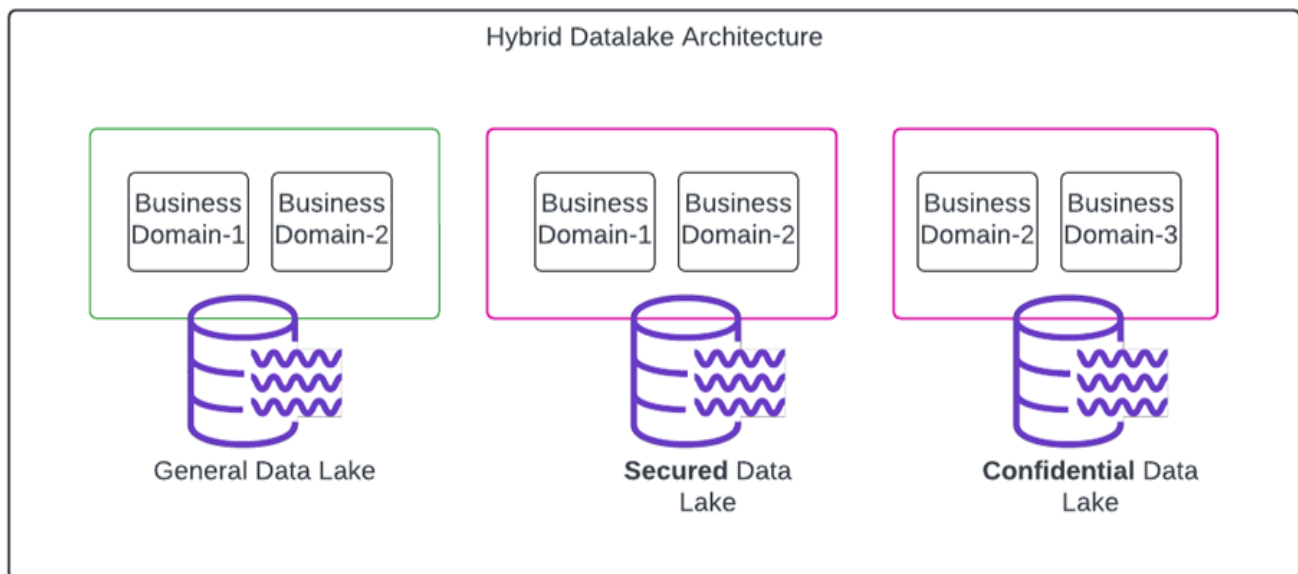 Hybrid Datalake Architecture
Business
Domain-1
Business
Domain-2
Business
Domain-1
Business
Domain-2
Business
Domain-2
Business
Domain-3
General Data Lake
Secured Data
Lake
Confidential Data
Lake